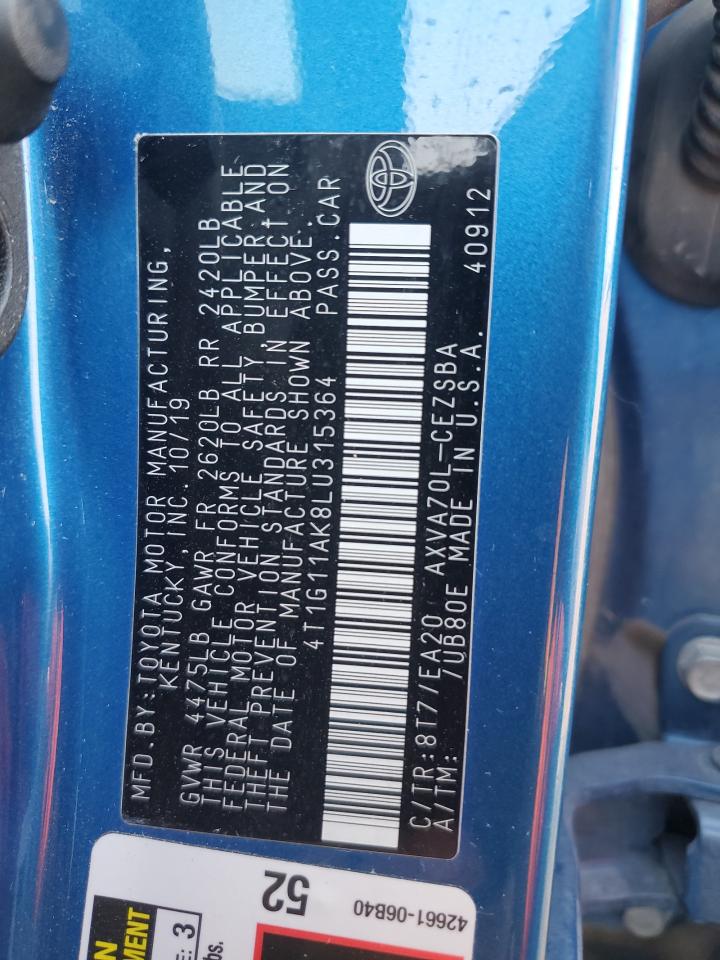 MFD.BY:TOYOTA MOTOR MANUFACTURING,
KENTUCKY,INC.10/19
GVWR 4475LB GAWR FR 2620LB RR 2420LB
THIS VEHICLE CONFORMS TO ALL APPLICABLE
FEDERAL MOTOR VEHICLE SAFETY,BUMPER AND
THEFT PREVENTION STANDARDS IN EFFECT ON
THE DATE OF MANUFACTURE SHOWN ABOVE.
4T1G11AK8LU315364 PASS.CAR
C/TR:8T7/EA20 AXVA70L-CEZSBA
A/TM: /UB80E MADE IN U.S.A. 40912
52
42661-06B40
3